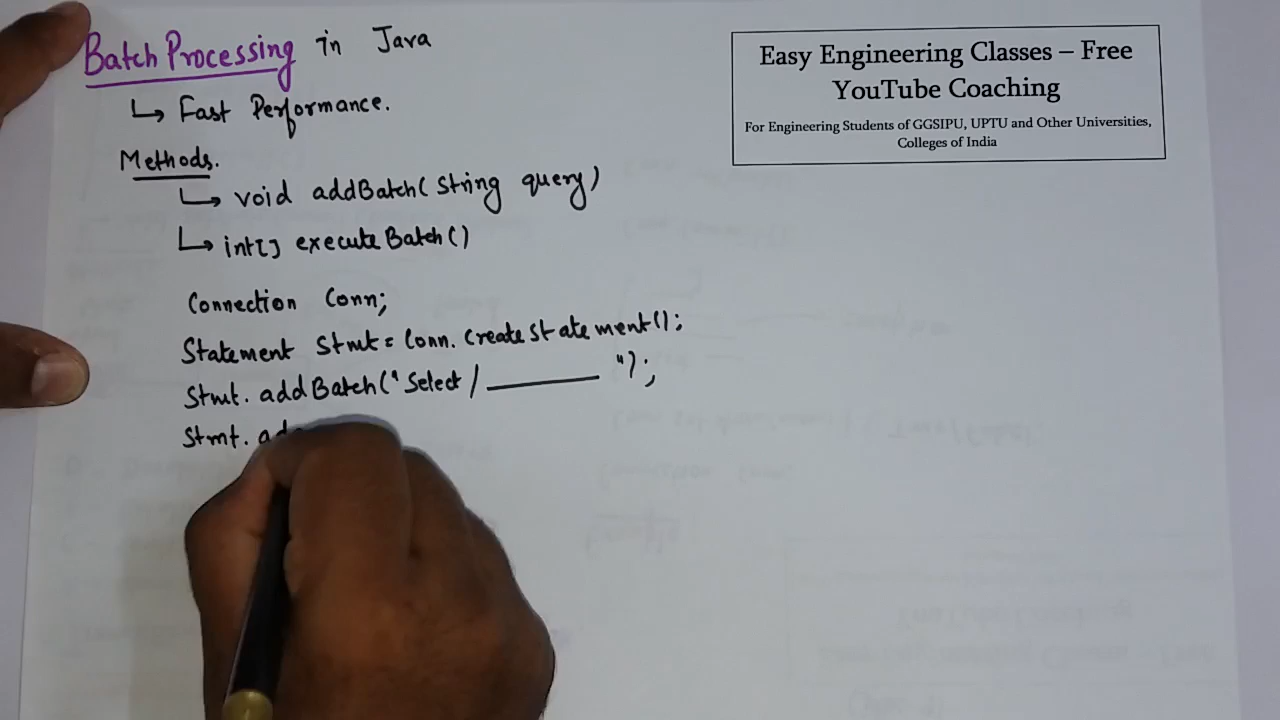 Batch Processing in Java
↳ Fast Performance.
Methods.
↳ void addBatch(String query)
↳ int[] executeBatch()
Connection Conn;
Statement Stmt = Conn. CreateStatement();
Stmt. addBatch("Select / ______ ");
Stmt.
Easy Engineering Classes – Free
YouTube Coaching
For Engineering Students of GGSIPU, UPTU and Other Universities,
Colleges of India